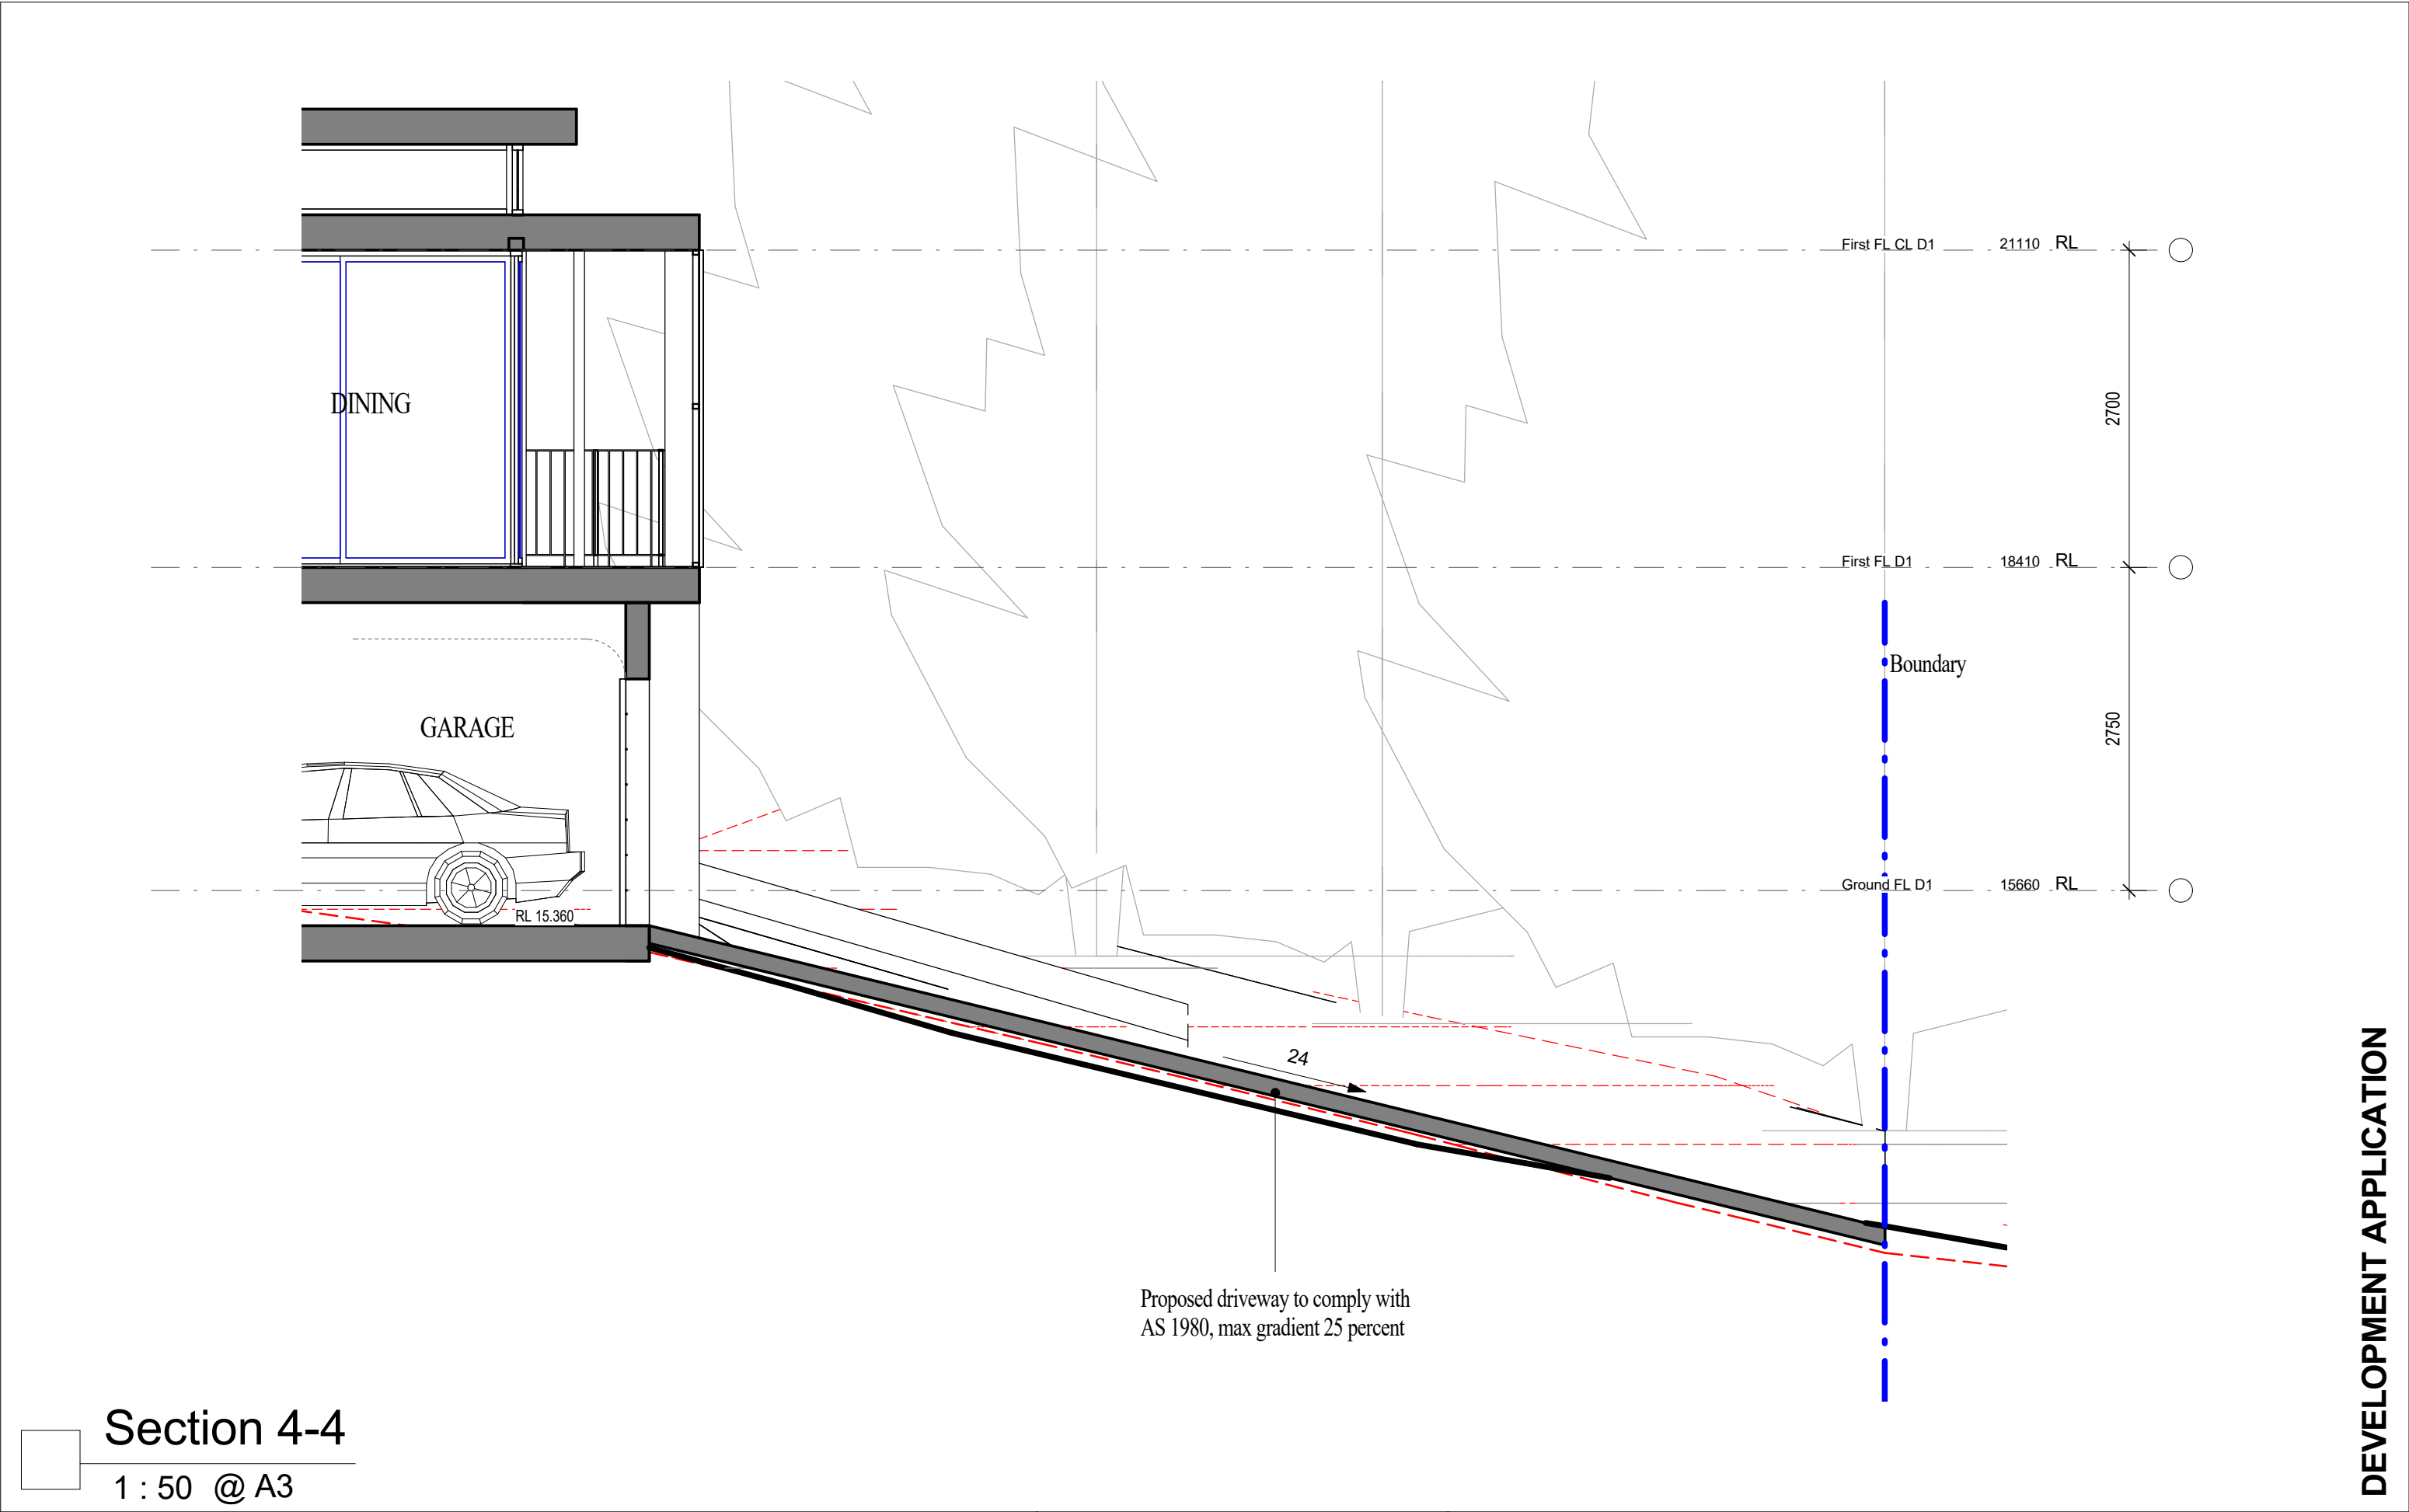 First FL CL D1 21110 RL
2700
DINING
First FL D1 18410 RL
Boundary
GARAGE
2750
Ground FL D1 15660 RL
RL 15.360
24
Proposed driveway to comply with
AS 1980, max gradient 25 percent
Section 4-4
1 : 50 @ A3
DEVELOPMENT APPLICATION